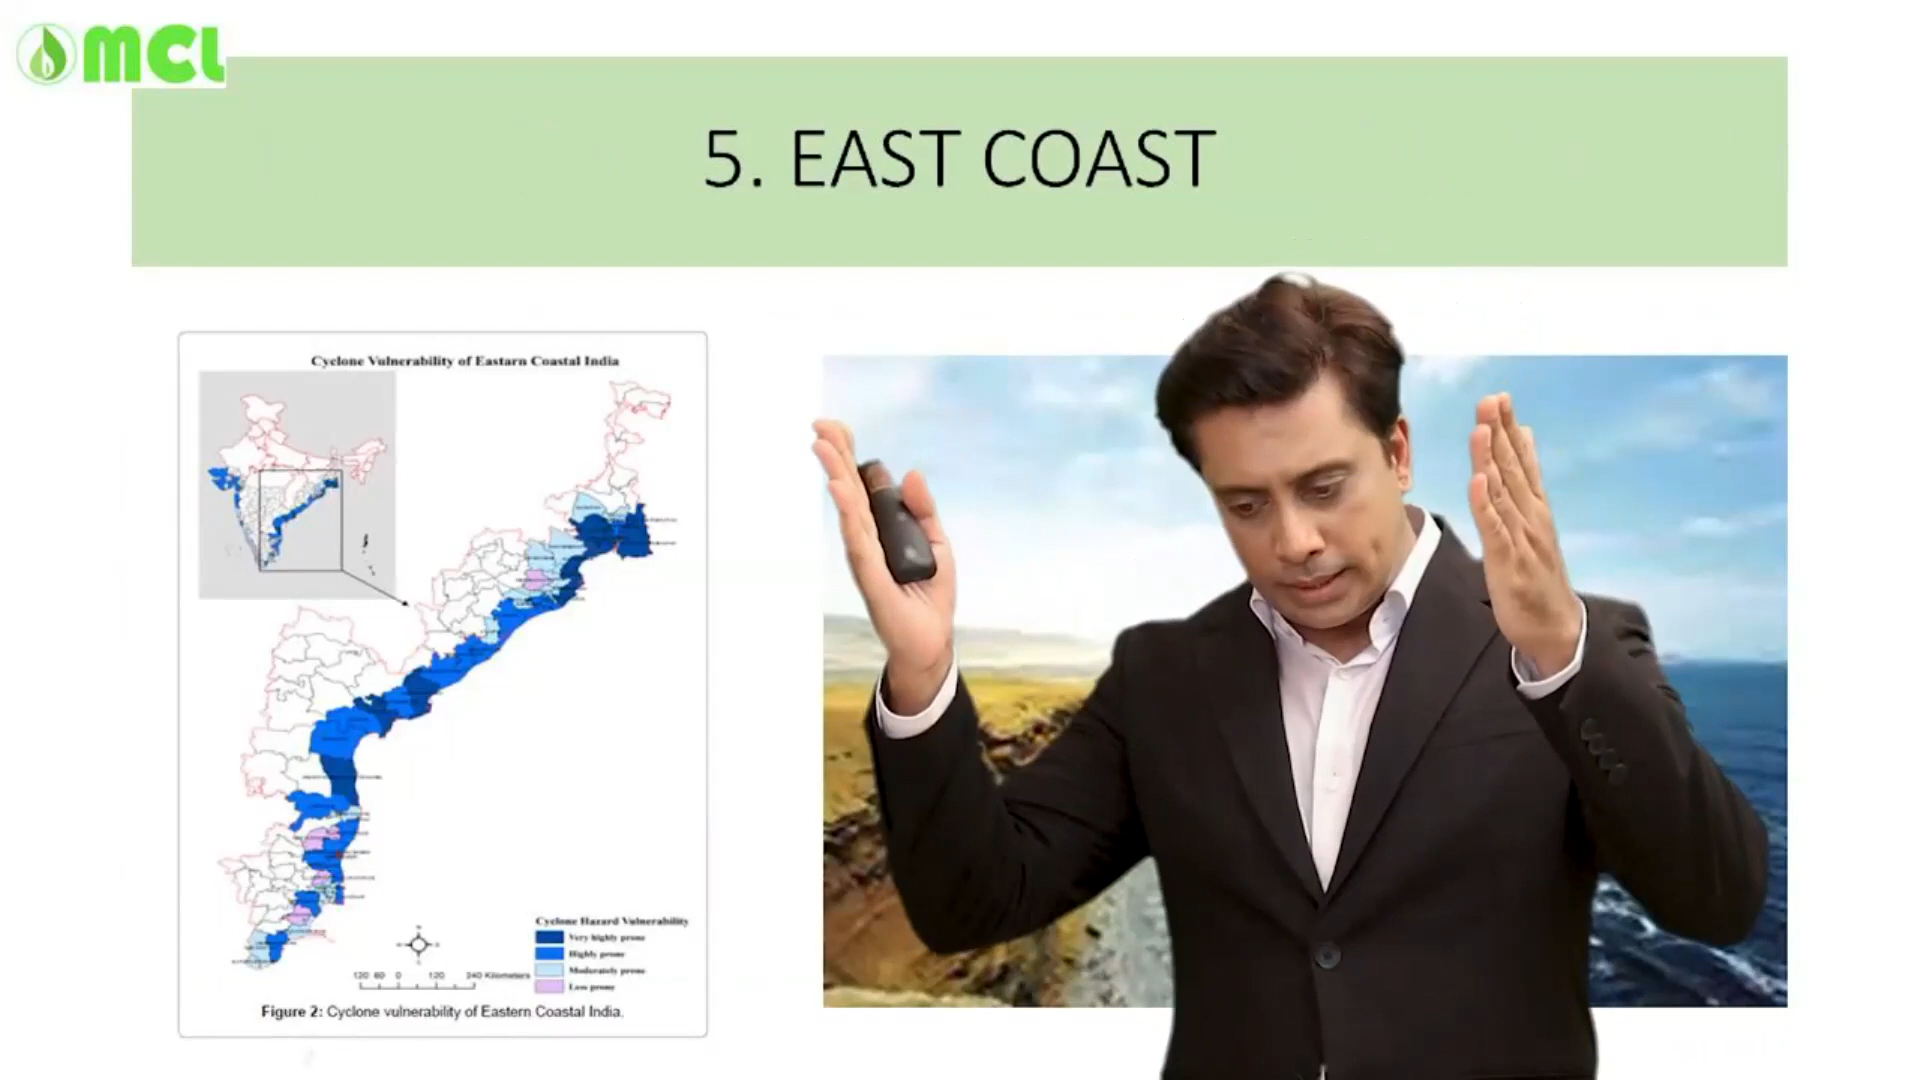 MCL
5. EAST COAST
Cyclone Vulnerability of Eastarn Coastal India
Cyclone Hazard Vulnerability
Very highly prone
Highly prone
Moderately prone
Less prone
120 60 0 120 240 Kilometers
Figure 2: Cyclone vulnerability of Eastern Coastal India.